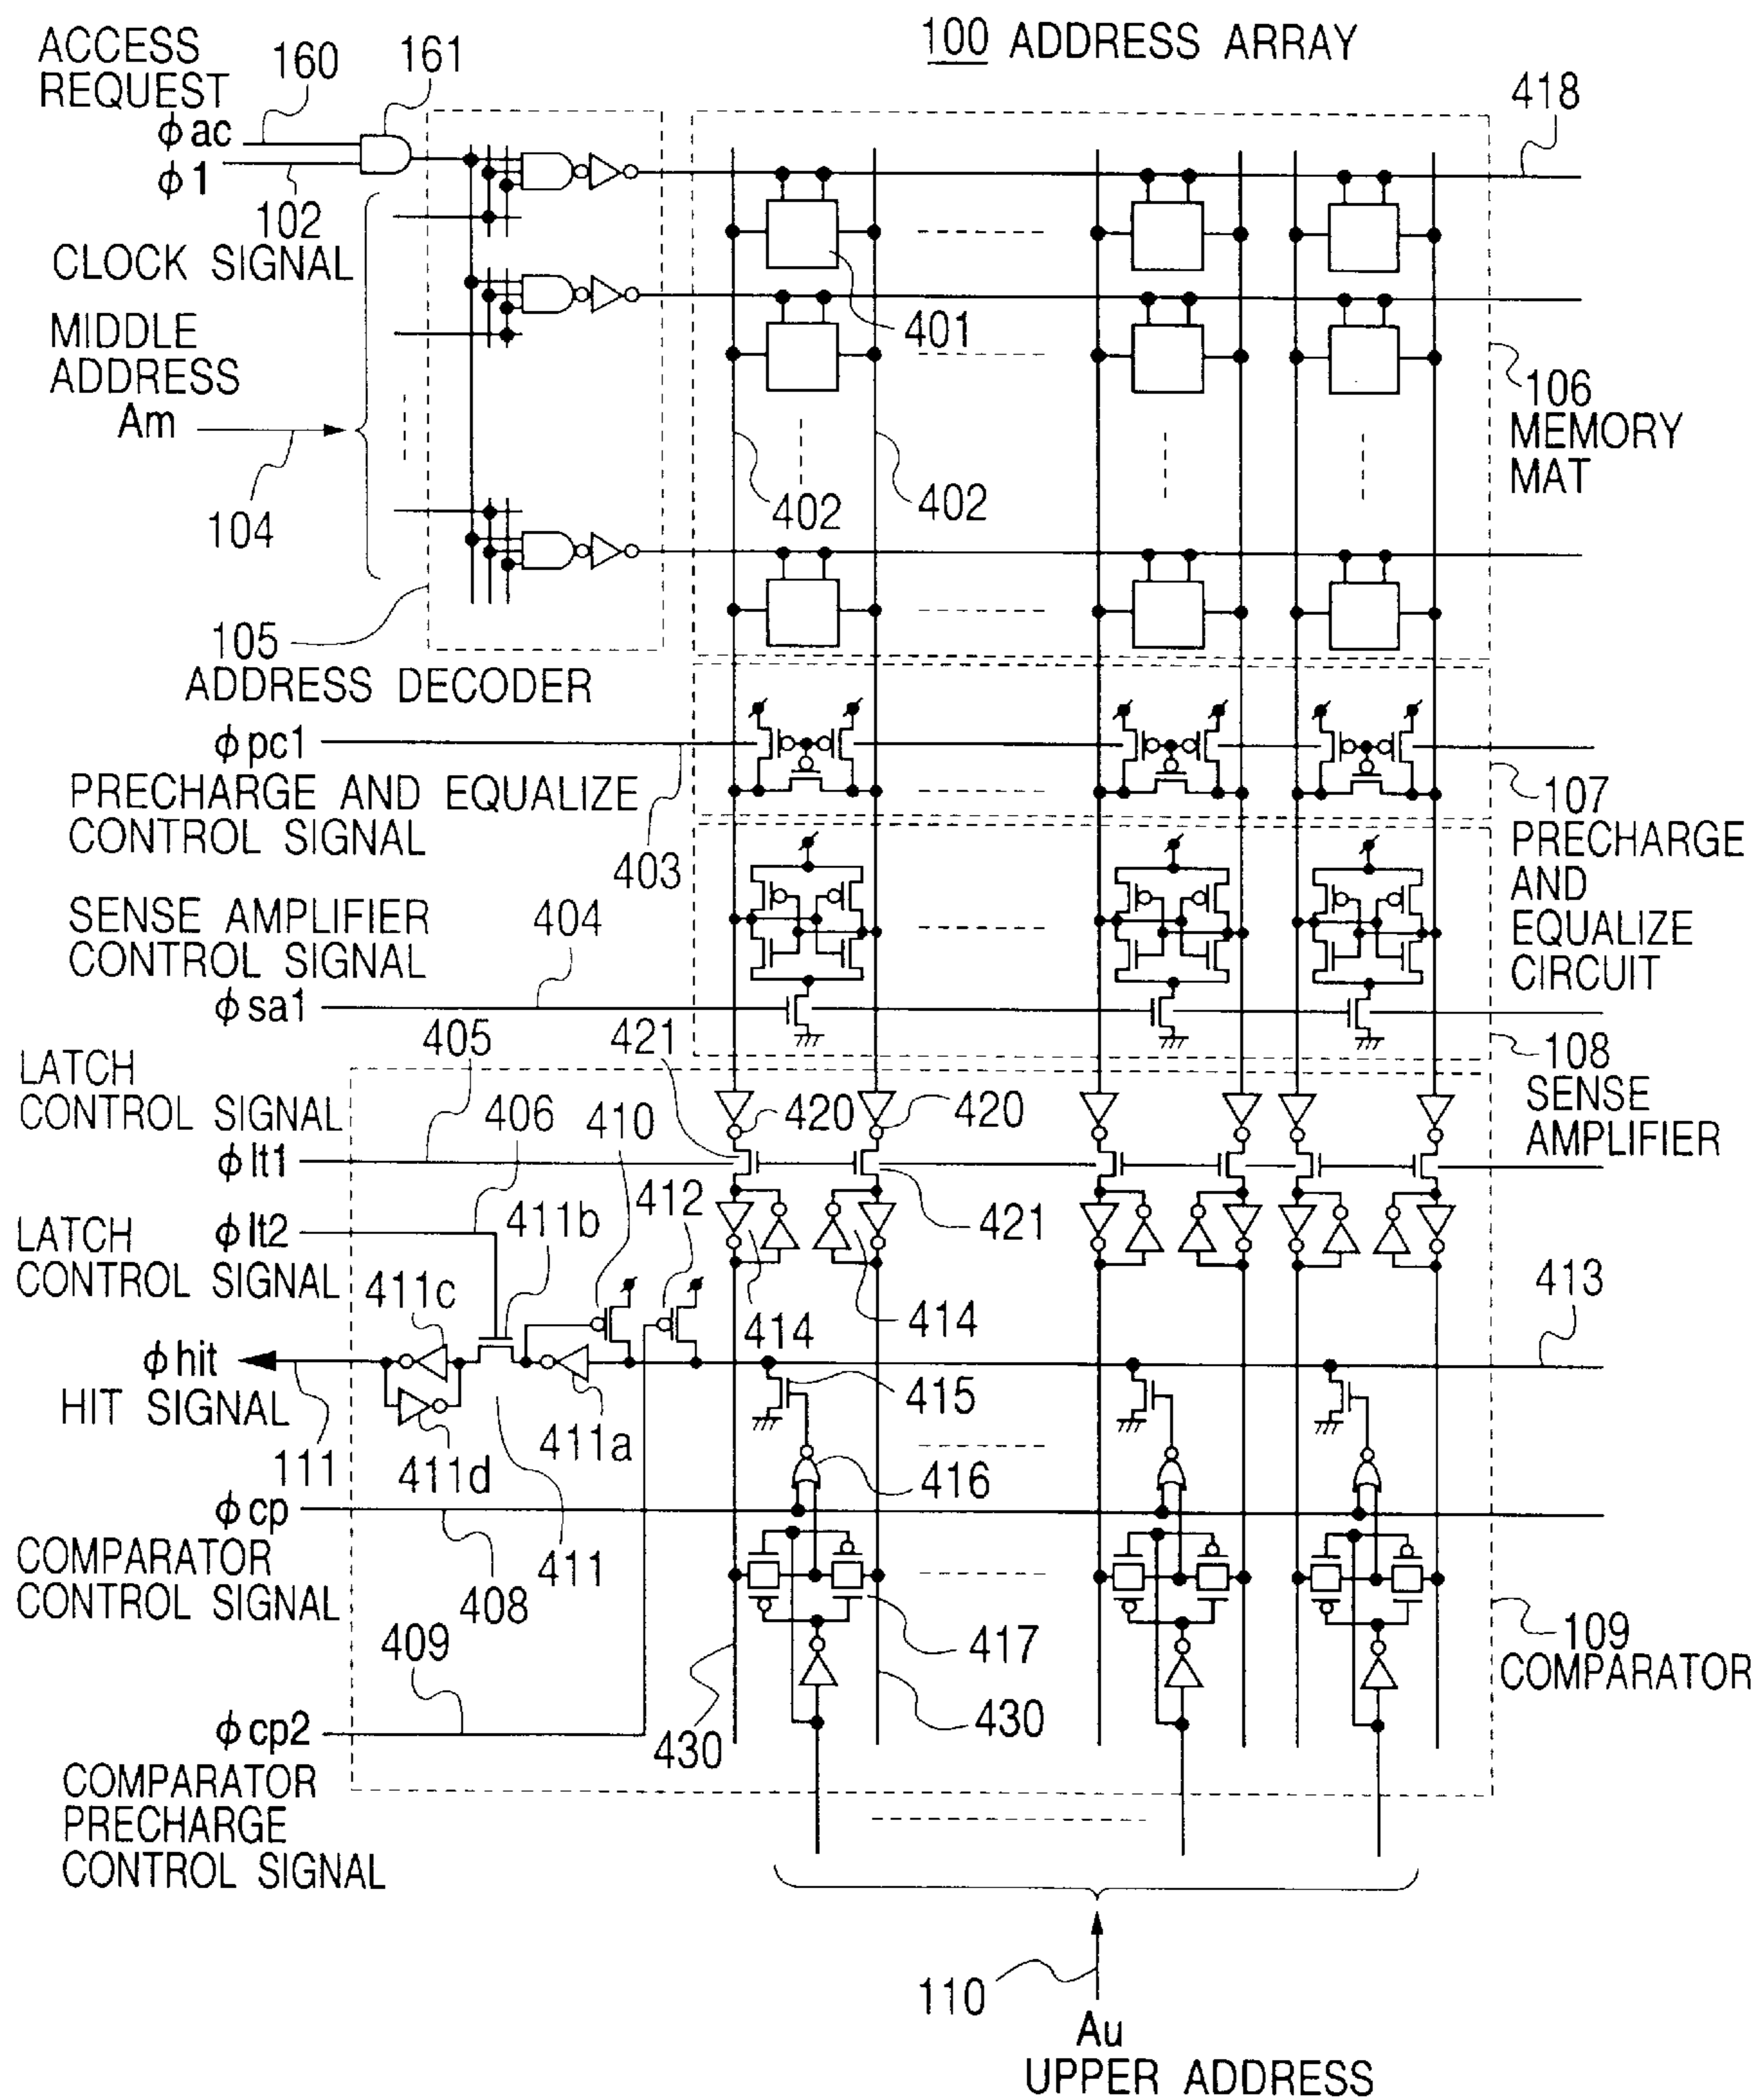 100 ADDRESS ARRAY
ACCESS
REQUEST
160
161
418
ϕac
ϕ1
102
CLOCK SIGNAL
MIDDLE
ADDRESS
Am
104
401
106
MEMORY
MAT
402
402
105
ADDRESS DECODER
ϕpc1
PRECHARGE AND EQUALIZE
CONTROL SIGNAL
403
107
PRECHARGE
AND
EQUALIZE
CIRCUIT
SENSE AMPLIFIER
CONTROL SIGNAL
404
ϕsa1
405
421
108
SENSE
AMPLIFIER
LATCH
CONTROL SIGNAL
406
410
420
420
ϕlt1
412
411b
421
ϕlt2
LATCH
CONTROL SIGNAL
411c
414
414
413
ϕhit
HIT SIGNAL
415
111
411d
411a
416
ϕcp
COMPARATOR
CONTROL SIGNAL
408
411
409
417
109
COMPARATOR
ϕcp2
430
430
COMPARATOR
PRECHARGE
CONTROL SIGNAL
110
Au
UPPER ADDRESS